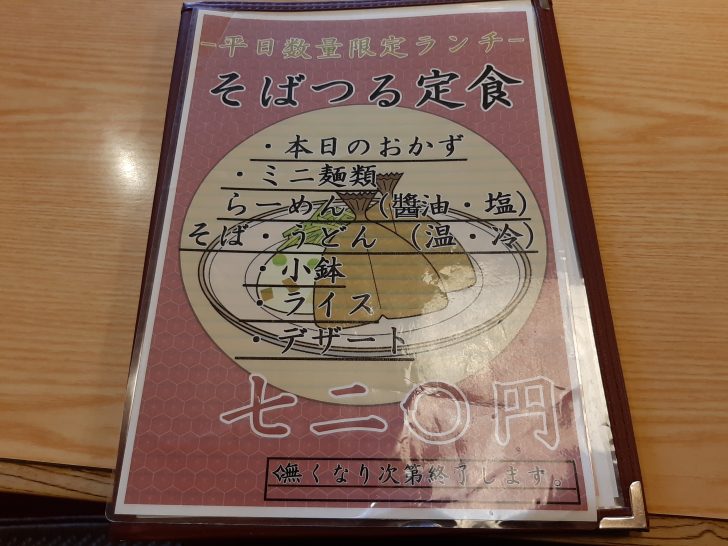 -平日数量限定ランチ-
そばつる定食
・本日のおかず
・ミニ麺類
らーめん（醬油・塩）
そば・うどん（温・冷）
・小鉢
・ライス
・デザート
七二〇円
※無くなり次第終了します。